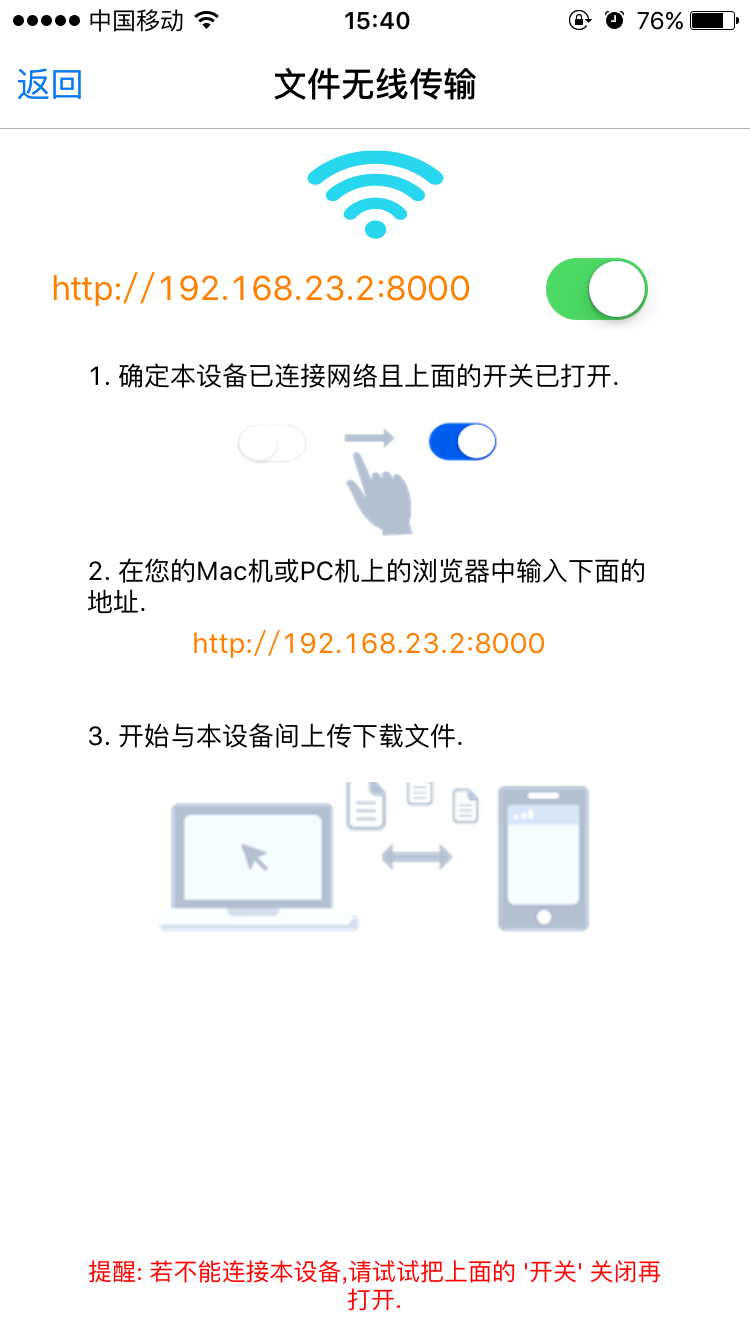 中国移动 15:40 76%
返回 文件无线传输
http://192.168.23.2:8000
1. 确定本设备已连接网络且上面的开关已打开.
2. 在您的Mac机或PC机上的浏览器中输入下面的
地址.
http://192.168.23.2:8000
3. 开始与本设备间上传下载文件.
提醒: 若不能连接本设备,请试试把上面的 '开关' 关闭再
打开.